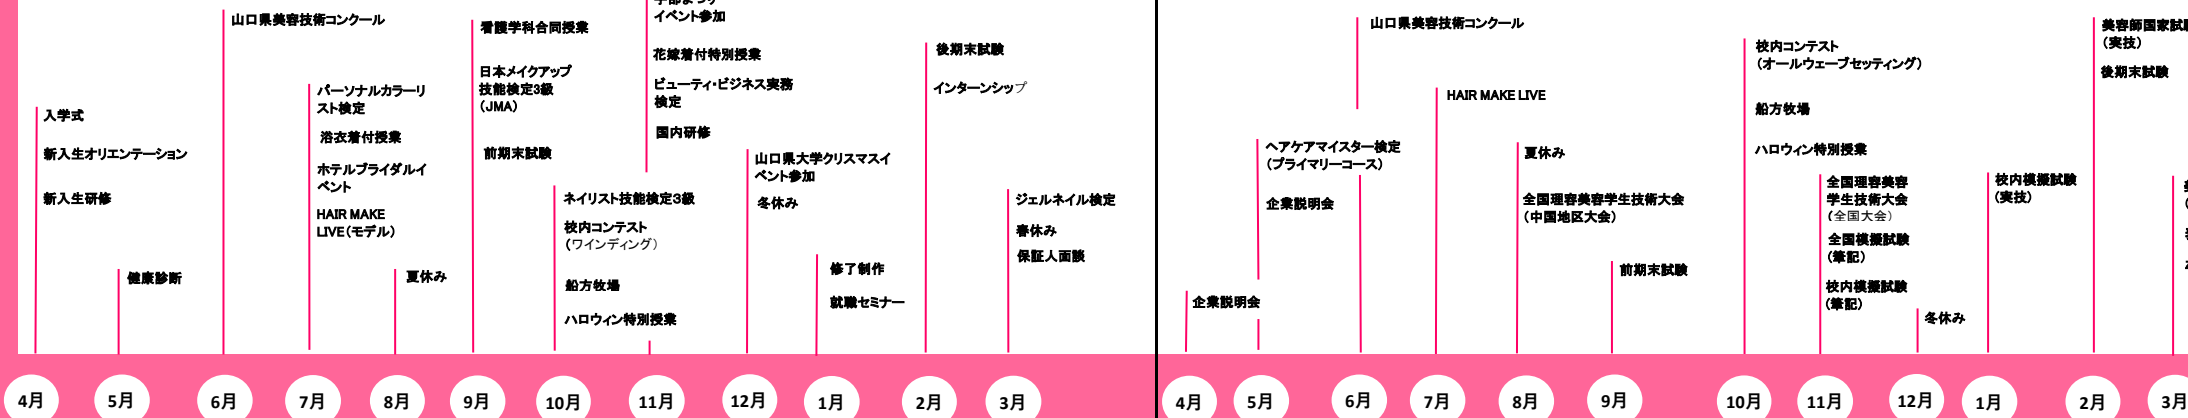 入学式
新入生オリエンテーション
新入生研修
健康診断
山口県美容技術コンクール
パーソナルカラーリ
スト検定
浴衣着付授業
ホテルブライダルイ
ベント
HAIR MAKE
LIVE（モデル）
夏休み
看護学科合同授業
日本メイクアップ
技能検定3級
（JMA）
前期末試験
ネイリスト技能検定3級
校内コンテスト
（ワインディング）
船方牧場
ハロウィン特別授業
イベント参加
花嫁着付特別授業
ビューティ・ビジネス実務
検定
国内研修
山口県大学クリスマスイ
ベント参加
冬休み
修了制作
就職セミナー
後期末試験
インターンシップ
ジェルネイル検定
春休み
保証人面談
4月
5月
6月
7月
8月
9月
10月
11月
12月
1月
2月
3月
企業説明会
ヘアケアマイスター検定
（プライマリーコース）
企業説明会
山口県美容技術コンクール
HAIR MAKE LIVE
夏休み
全国理容美容学生技術大会
（中国地区大会）
前期末試験
校内コンテスト
（オールウェーブセッティング）
船方牧場
ハロウィン特別授業
全国理容美容
学生技術大会
（全国大会）
全国模擬試験
（筆記）
校内模擬試験
（筆記）
冬休み
校内模擬試験
（実技）
美容師国家試
（実技）
後期末試験
4月
5月
6月
7月
8月
9月
10月
11月
12月
1月
2月
3月